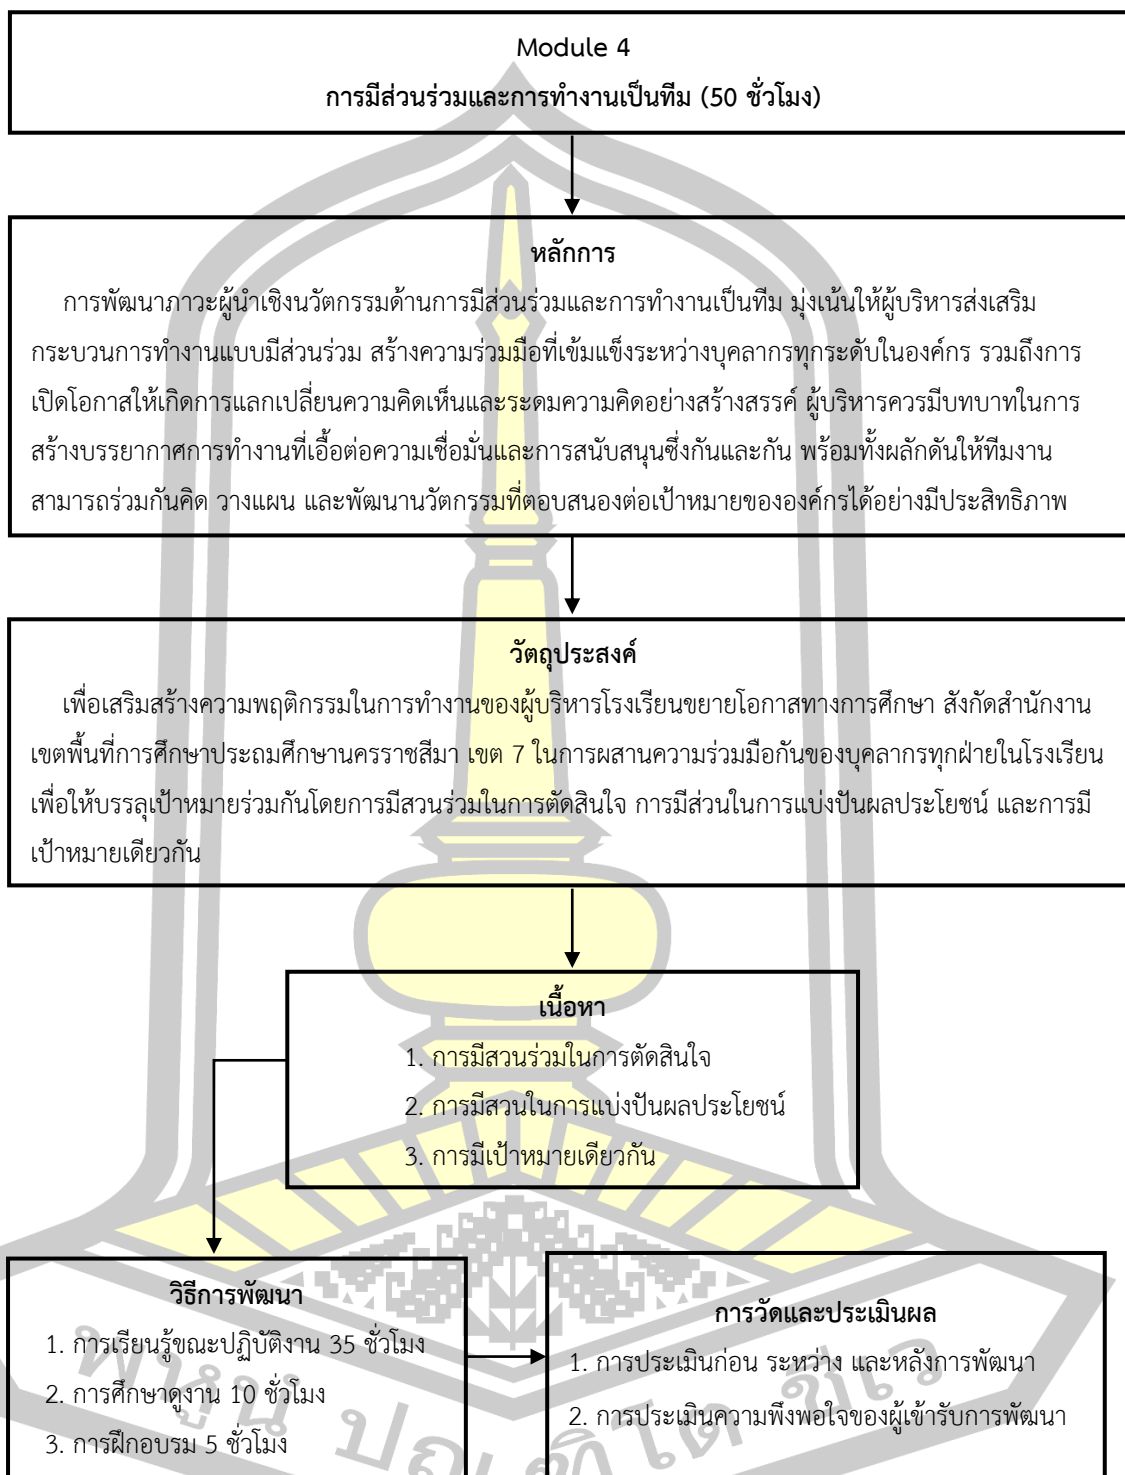 Module 4
การมีส่วนร่วมและการทำงานเป็นทีม (50 ชั่วโมง)
หลักการ
การพัฒนาภาวะผู้นำเชิงนวัตกรรมด้านการมีส่วนร่วมและการทำงานเป็นทีม มุ่งเน้นให้ผู้บริหารส่งเสริม
กระบวนการทำงานแบบมีส่วนร่วม สร้างความร่วมมือที่เข้มแข็งระหว่างบุคลากรทุกระดับในองค์กร รวมถึงการ
เปิดโอกาสให้เกิดการแลกเปลี่ยนความคิดเห็นและระดมความคิดอย่างสร้างสรรค์ ผู้บริหารควรมีบทบาทในการ
สร้างบรรยากาศการทำงานที่เอื้อต่อความเชื่อมั่นและการสนับสนุนซึ่งกันและกัน พร้อมทั้งผลักดันให้ทีมงาน
สามารถร่วมกันคิด วางแผน และพัฒนานวัตกรรมที่ตอบสนองต่อเป้าหมายขององค์กรได้อย่างมีประสิทธิภาพ
วัตถุประสงค์
เพื่อเสริมสร้างความพฤติกรรมในการทำงานของผู้บริหารโรงเรียนขยายโอกาสทางการศึกษา สังกัดสำนักงาน
เขตพื้นที่การศึกษาประถมศึกษานครราชสีมา เขต 7 ในการผสานความร่วมมือกันของบุคลากรทุกฝ่ายในโรงเรียน
เพื่อให้บรรลุเป้าหมายร่วมกันโดยการมีสวนร่วมในการตัดสินใจ การมีส่วนในการแบ่งปันผลประโยชน์ และการมี
เป้าหมายเดียวกัน
เนื้อหา
1. การมีสวนร่วมในการตัดสินใจ
2. การมีสวนในการแบ่งปันผลประโยชน์
3. การมีเป้าหมายเดียวกัน
วิธีการพัฒนา
1. การเรียนรู้ขณะปฏิบัติงาน 35 ชั่วโมง
2. การศึกษาดูงาน 10 ชั่วโมง
3. การฝึกอบรม 5 ชั่วโมง
การวัดและประเมินผล
1. การประเมินก่อน ระหว่าง และหลังการพัฒนา
2. การประเมินความพึงพอใจของผู้เข้ารับการพัฒนา